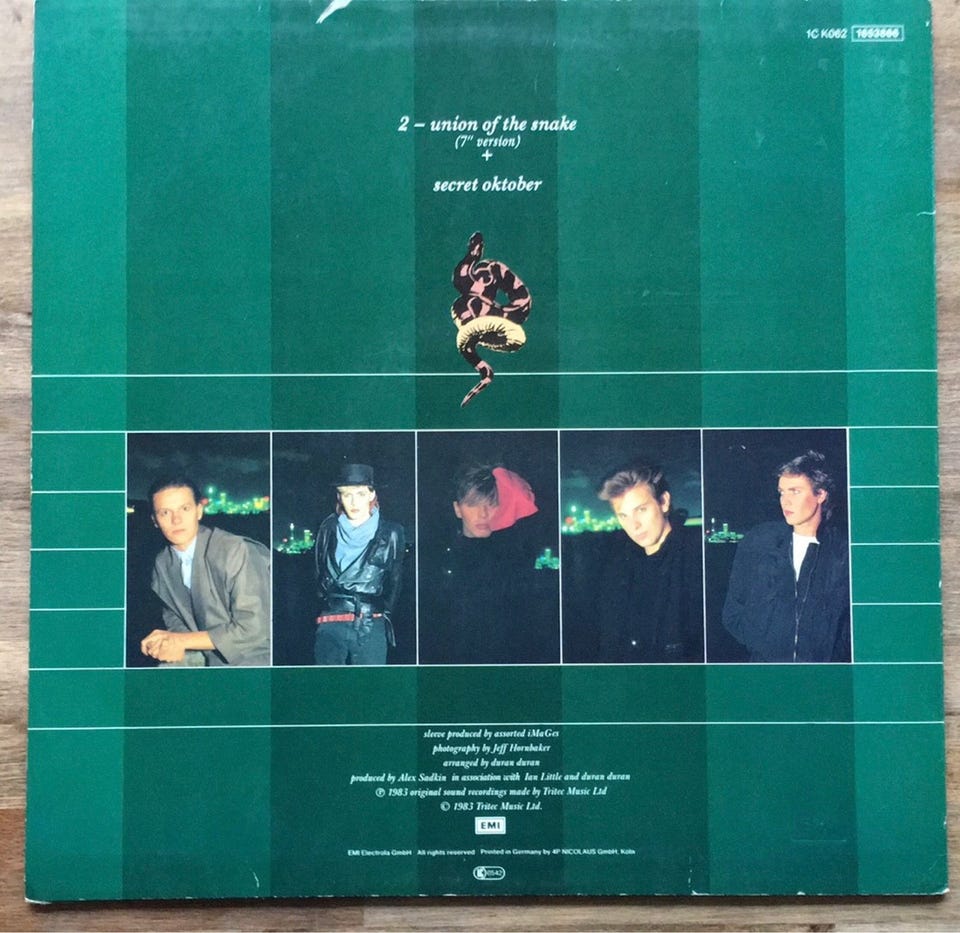 1C K062 1653866
2 – union of the snake
(7" version)
+
secret oktober
sleeve produced by assorted iMaGes
photography by Jeff Hornbaker
arranged by duran duran
produced by Alex Sadkin in association with Ian Little and duran duran
℗ 1983 original sound recordings made by Tritec Music Ltd
© 1983 Tritec Music Ltd.
EMI
EMI Electrola GmbH All rights reserved Printed in Germany by 4P NICOLAUS GmbH, Köln
0542